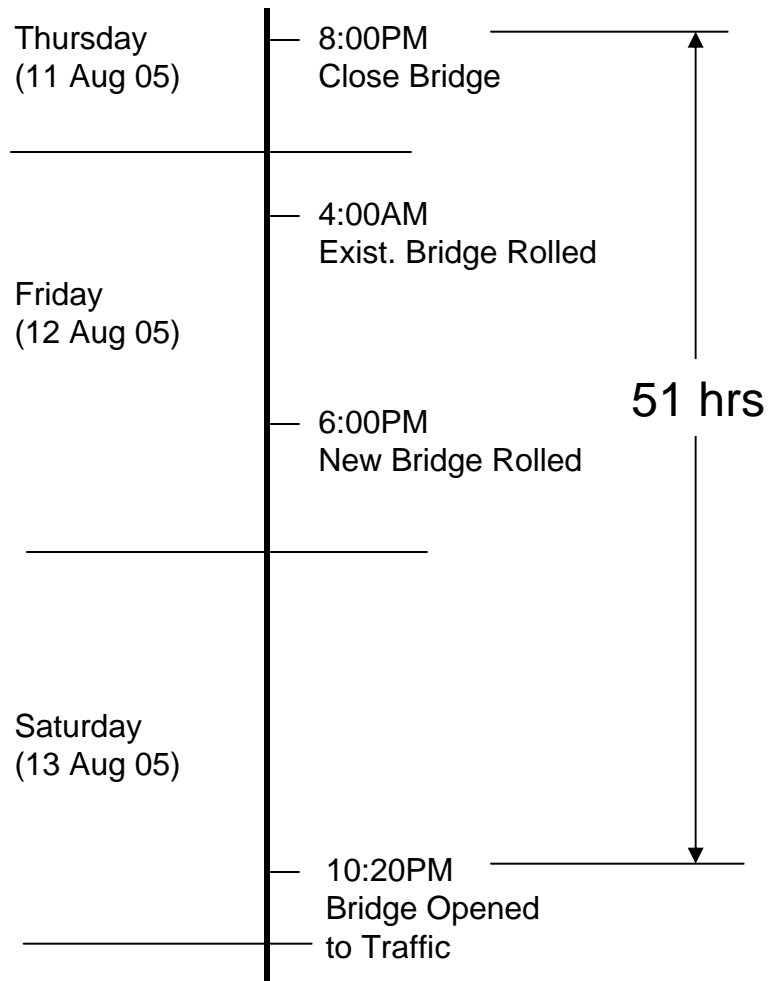 Thursday
(11 Aug 05)
8:00PM
Close Bridge
4:00AM
Exist. Bridge Rolled
Friday
(12 Aug 05)
51 hrs
6:00PM
New Bridge Rolled
Saturday
(13 Aug 05)
10:20PM
Bridge Opened
to Traffic